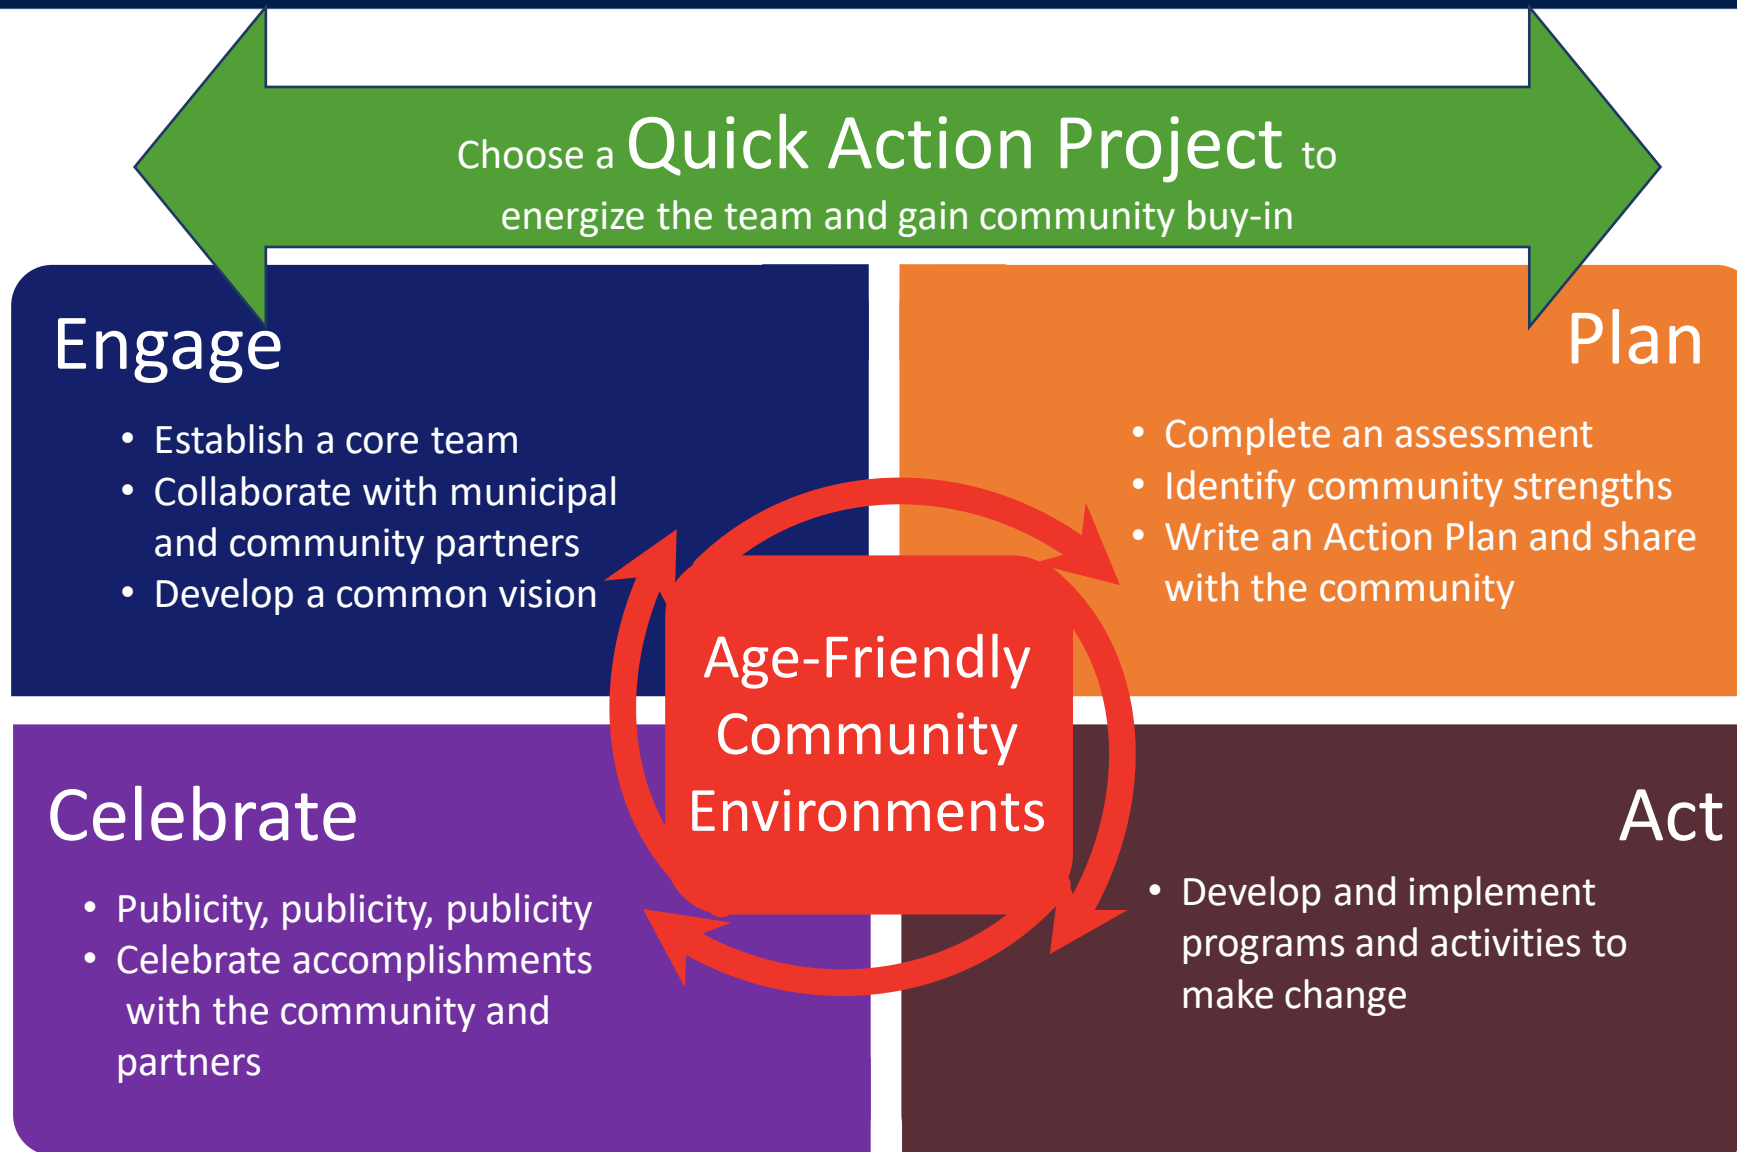 Choose a Quick Action Project to
energize the team and gain community buy-in
Engage
• Establish a core team
• Collaborate with municipal
and community partners
• Develop a common vision
Plan
• Complete an assessment
• Identify community strengths
• Write an Action Plan and share
with the community
Age-Friendly
Community
Environments
Celebrate
• Publicity, publicity, publicity
• Celebrate accomplishments
with the community and
partners
Act
• Develop and implement
programs and activities to
make change